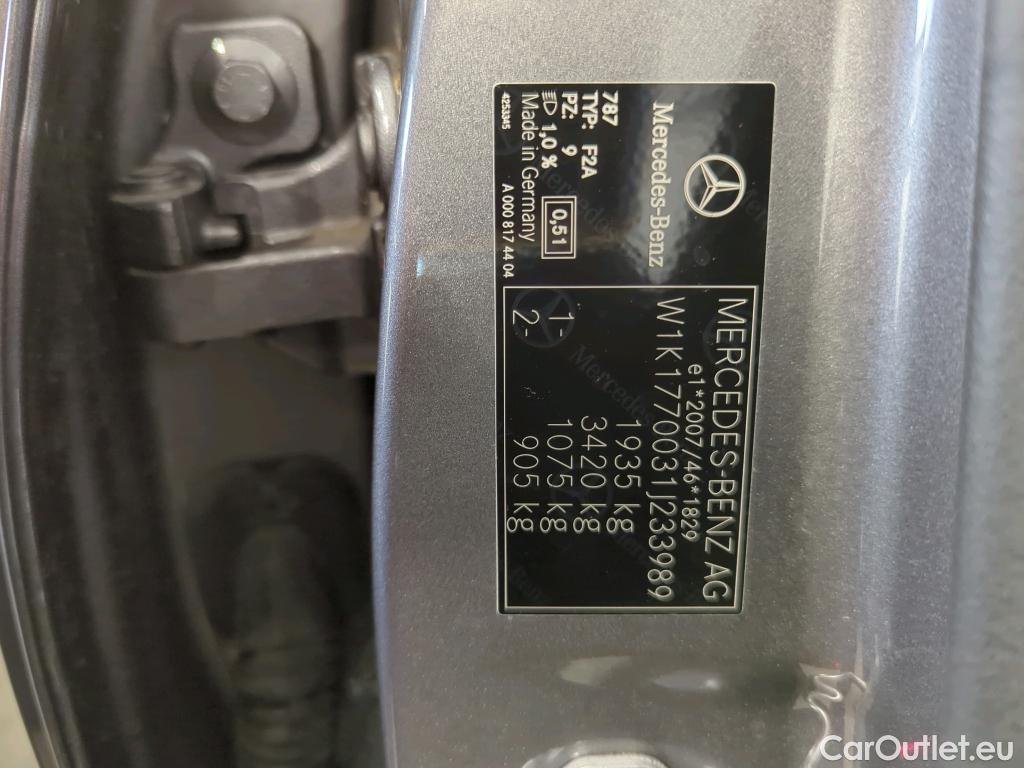 Mercedes-Benz
787
TYP: F2A
PZ: 9
1,0 % 0,51
Made in Germany
4253345 A 000 817 44 04
MERCEDES-BENZ AG
e1*2007/46*1829
W1K1770031J233989
1935 kg
3420 kg
1 1075 kg
2- 905 kg
CarOutlet.eu